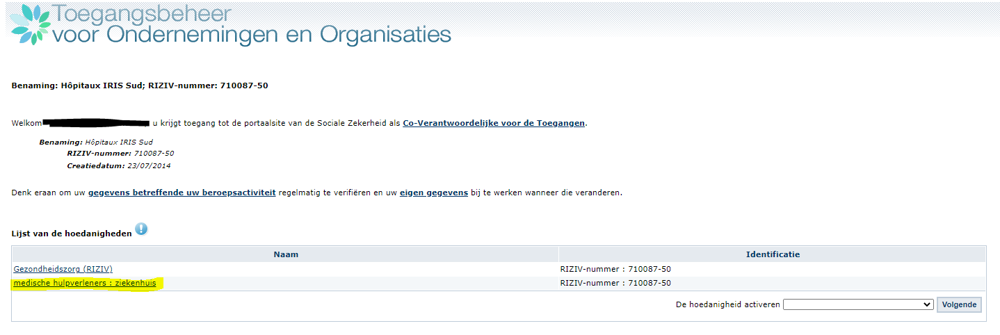 Toegangsbeheer
voor Ondernemingen en Organisaties
Benaming: Hôpitaux IRIS Sud; RIZIV-nummer: 710087-50
Welkom u krijgt toegang tot de portaalsite van de Sociale Zekerheid als Co-Verantwoordelijke voor de Toegangen.
Benaming: Hôpitaux IRIS Sud
RIZIV-nummer: 710087-50
Creatiedatum: 23/07/2014
Denk eraan om uw gegevens betreffende uw beroepsactiviteit regelmatig te verifiëren en uw eigen gegevens bij te werken wanneer die veranderen.
Lijst van de hoedanigheden
Naam Identificatie
Gezondheidszorg (RIZIV) RIZIV-nummer : 710087-50
medische hulpverleners : ziekenhuis RIZIV-nummer : 710087-50
De hoedanigheid activeren Volgende